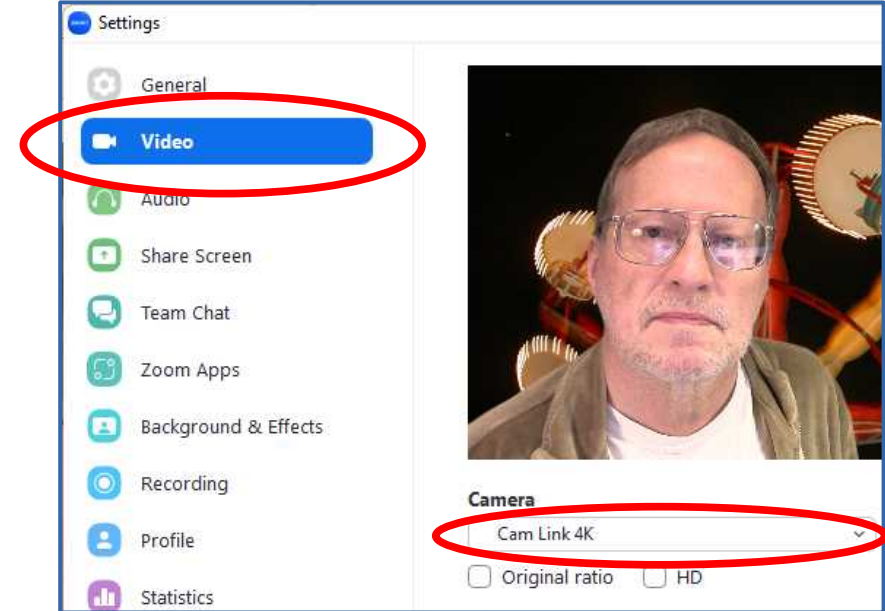 Settings
General
Video
Audio
Share Screen
Team Chat
Zoom Apps
Background & Effects
Recording
Profile
Statistics
Camera
Cam Link 4K
Original ratio HD